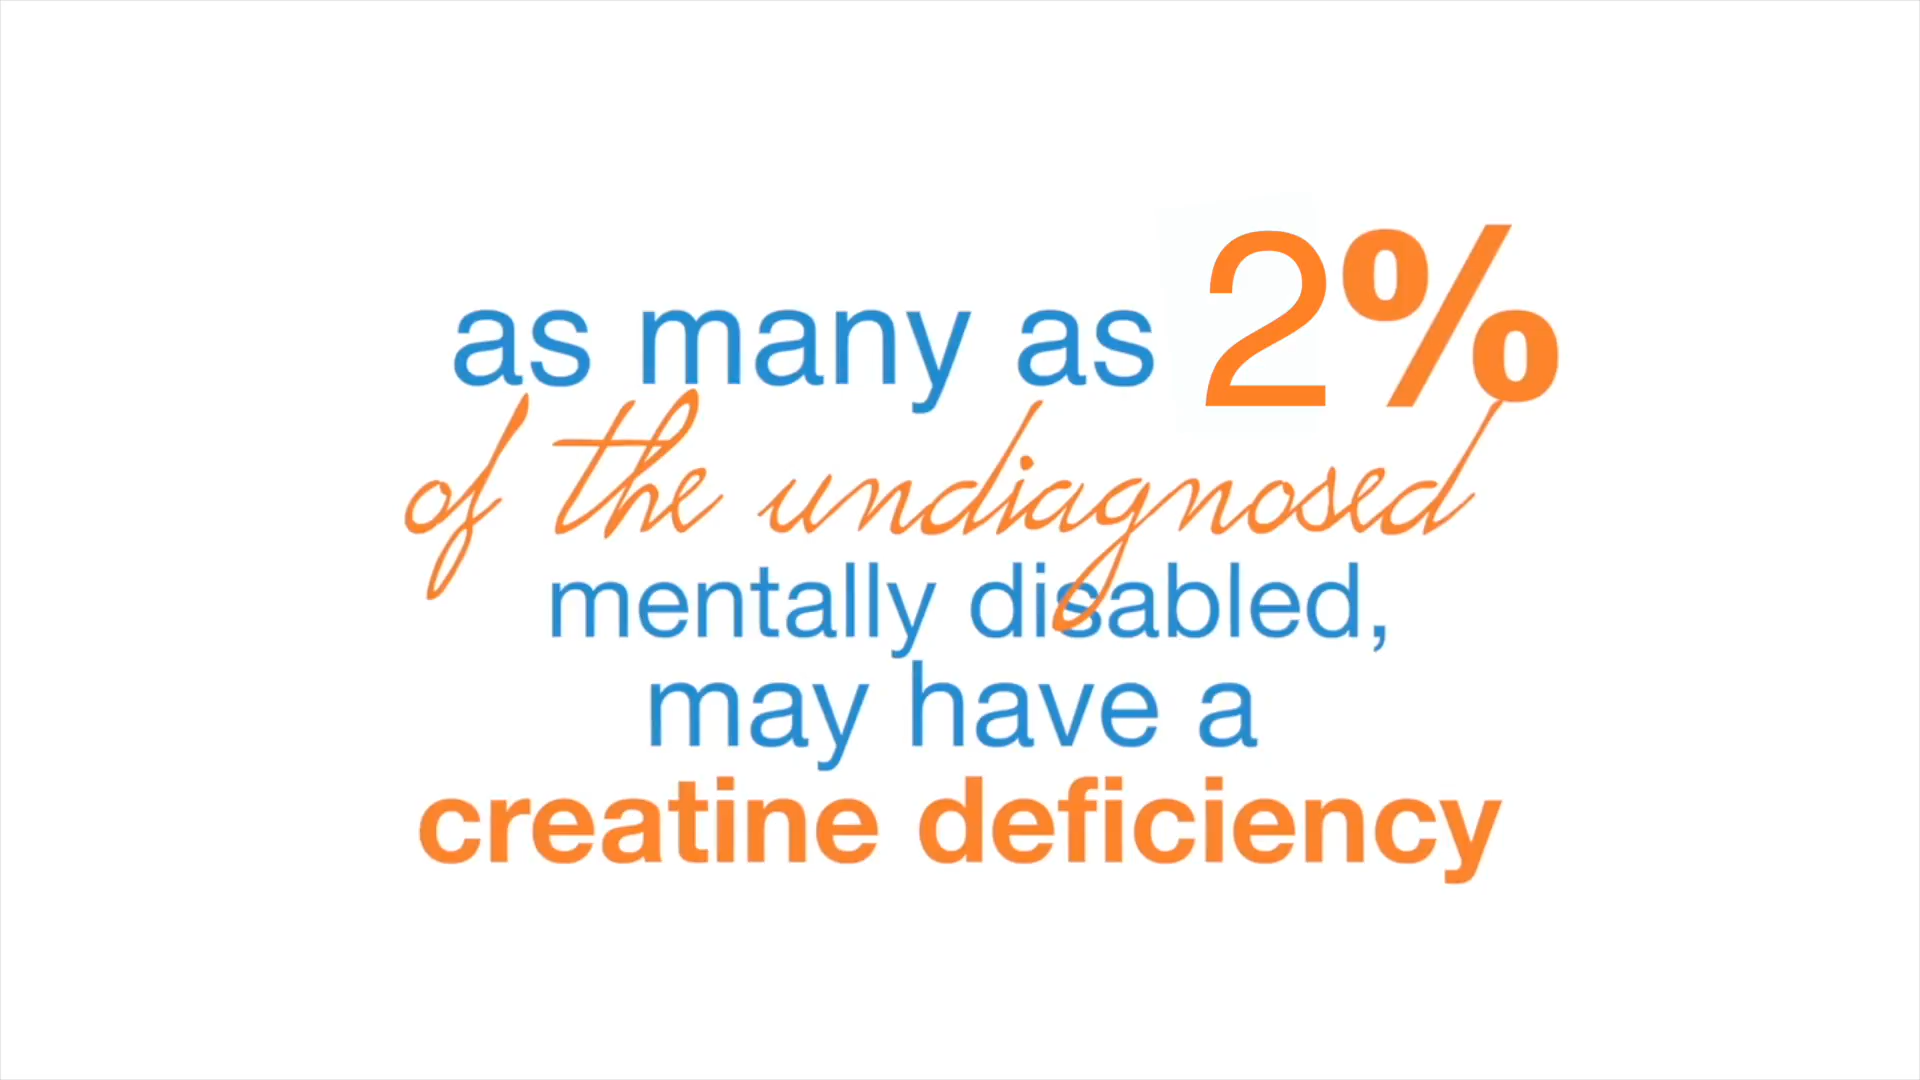 as many as 2%
of the undiagnosed
mentally disabled,
may have a
creatine deficiency